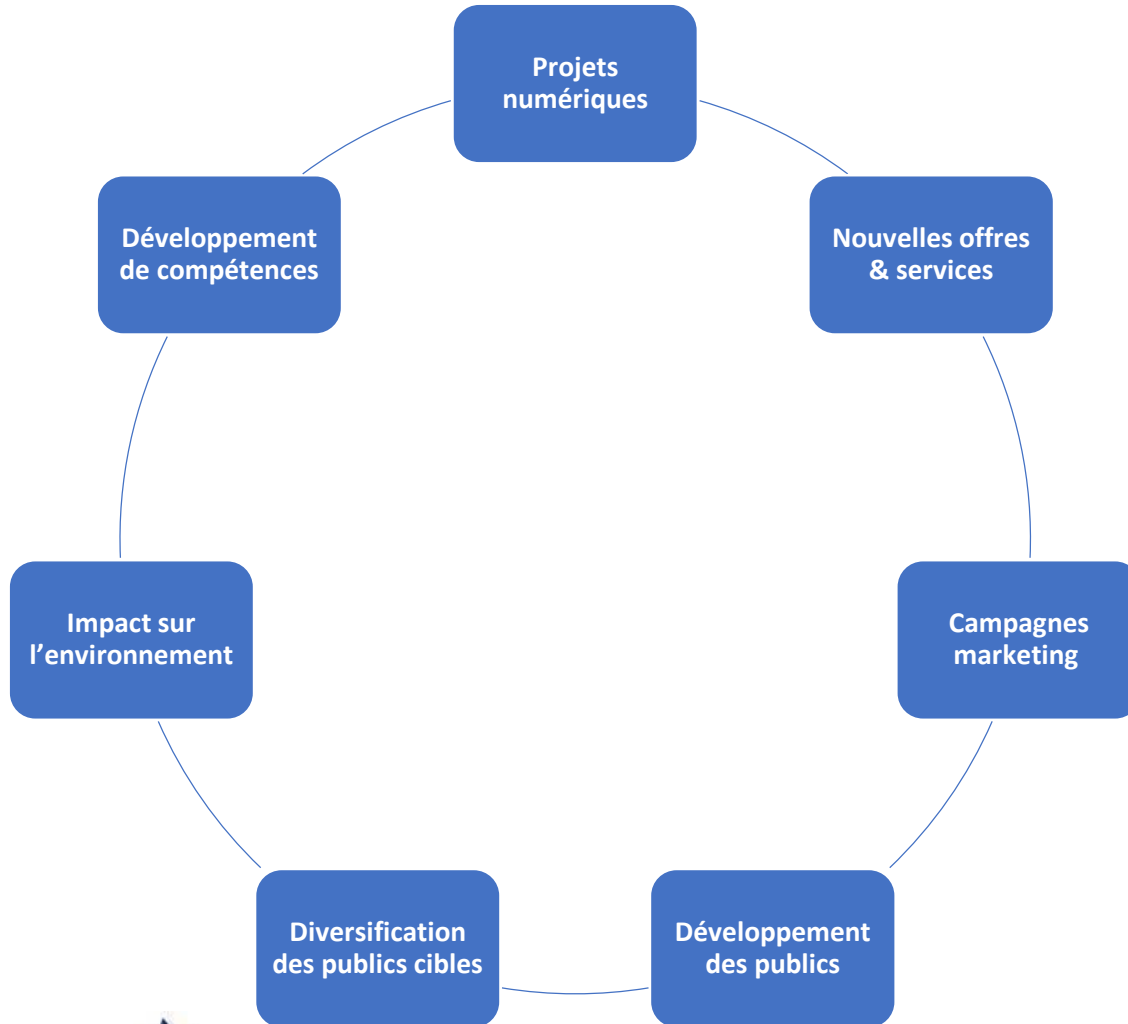 Projets
numériques
Nouvelles offres
& services
Campagnes
marketing
Développement
des publics
Diversification
des publics cibles
Impact sur
l’environnement
Développement
de compétences